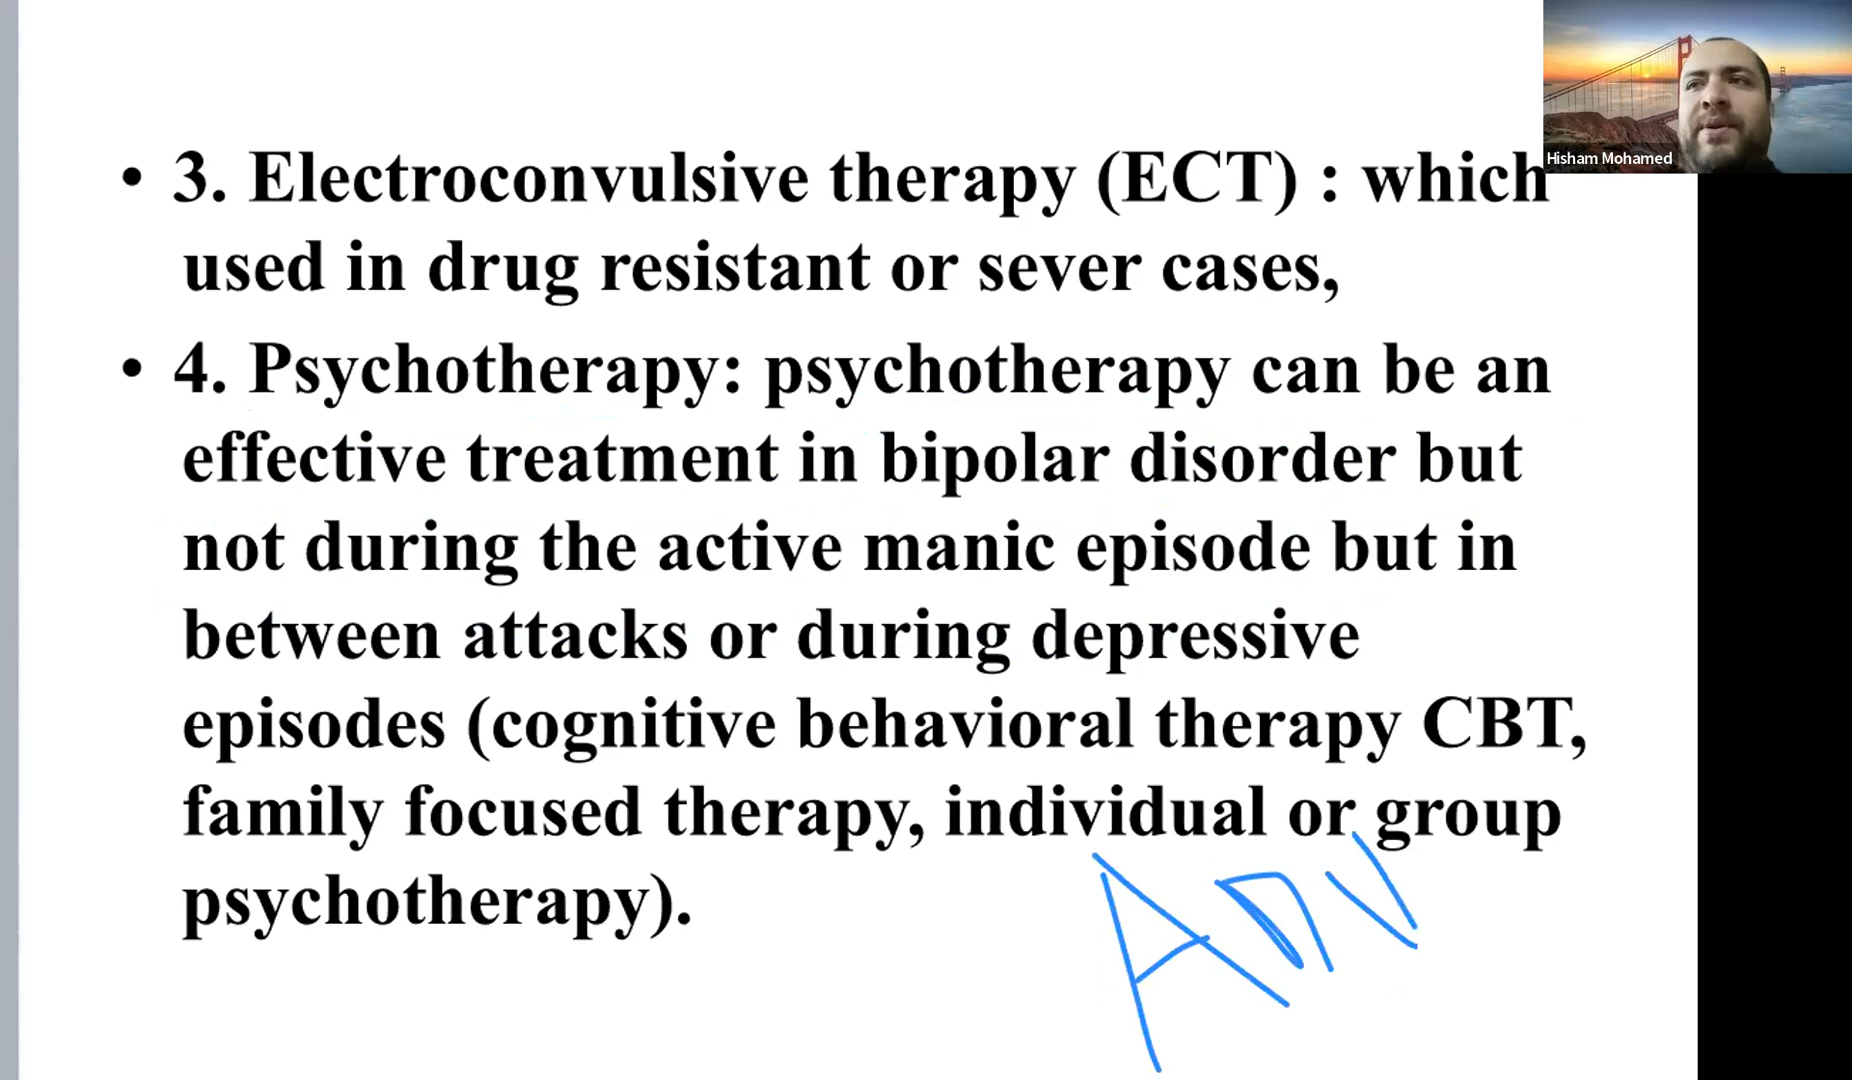 Hisham Mohamed
• 3. Electroconvulsive therapy (ECT) : which
used in drug resistant or sever cases,
• 4. Psychotherapy: psychotherapy can be an
effective treatment in bipolar disorder but
not during the active manic episode but in
between attacks or during depressive
episodes (cognitive behavioral therapy CBT,
family focused therapy, individual or group
psychotherapy).